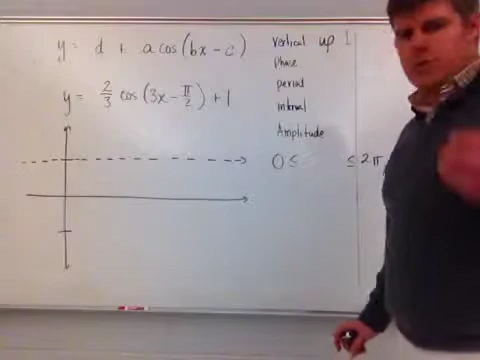 y = d + a cos(bx - c)
y = 2/3 cos(3x - π/2) + 1
vertical up 1
Phase
period
interval
Amplitude
0 ≤ ≤ 2π